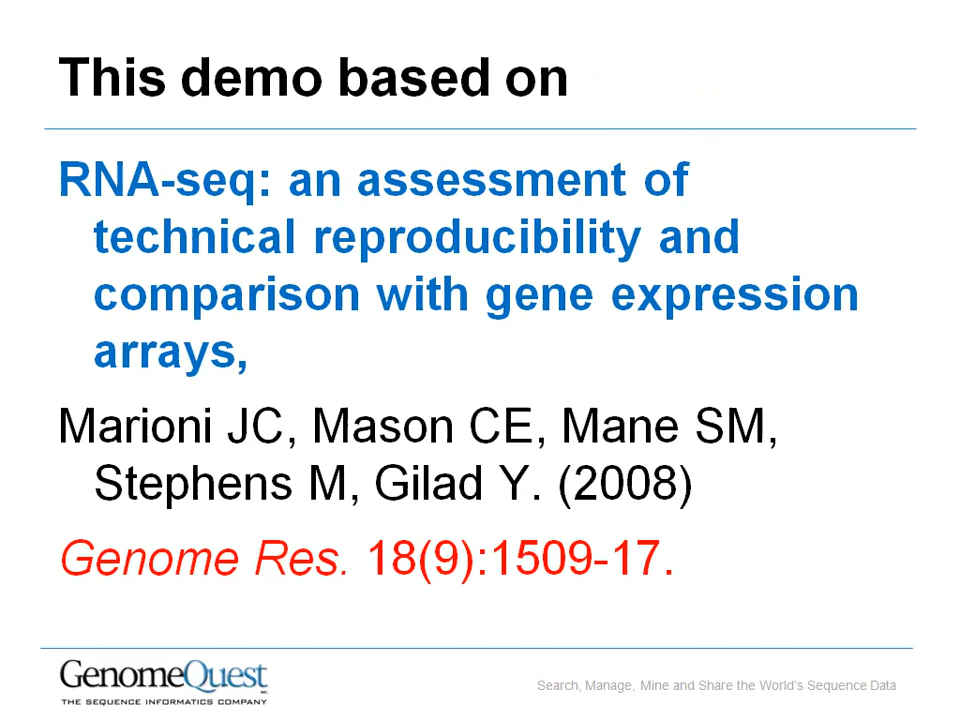 This demo based on
RNA-seq: an assessment of
technical reproducibility and
comparison with gene expression
arrays,
Marioni JC, Mason CE, Mane SM,
Stephens M, Gilad Y. (2008)
Genome Res. 18(9):1509-17.
GenomeQuest INC
THE SEQUENCE INFORMATICS COMPANY
Search, Manage, Mine and Share the World's Sequence Data